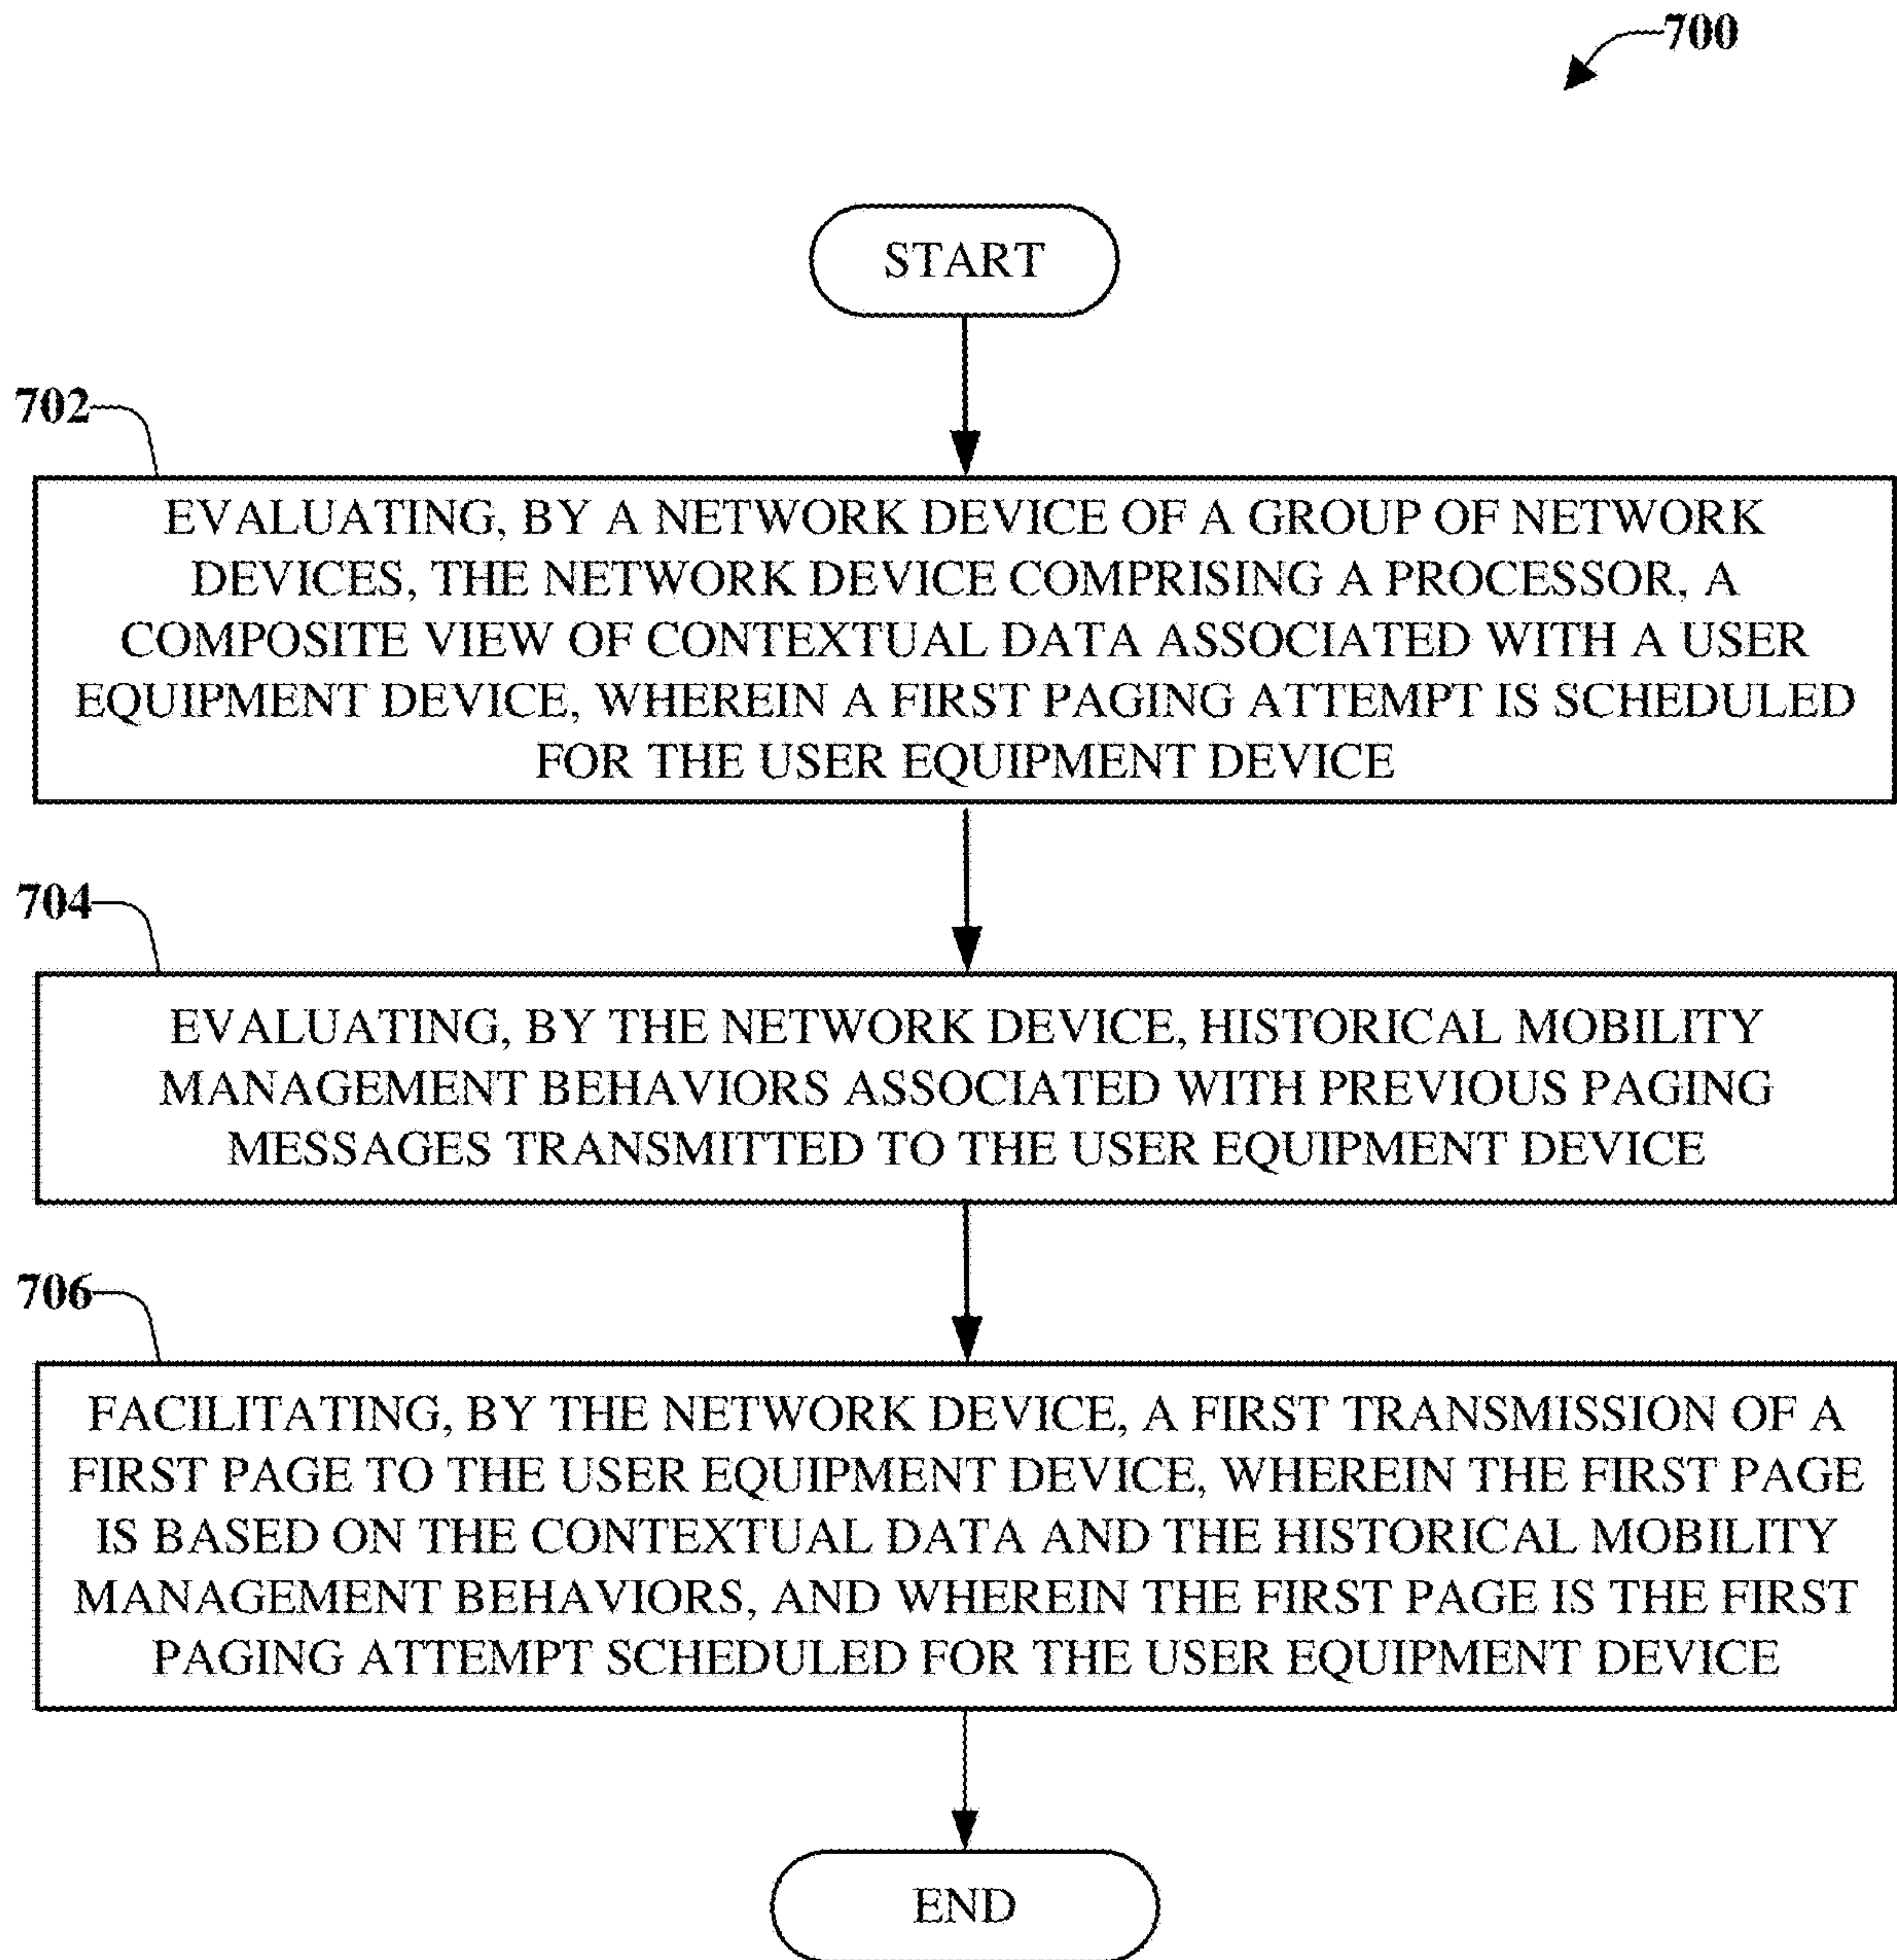 700
START
702
EVALUATING, BY A NETWORK DEVICE OF A GROUP OF NETWORK
DEVICES, THE NETWORK DEVICE COMPRISING A PROCESSOR, A
COMPOSITE VIEW OF CONTEXTUAL DATA ASSOCIATED WITH A USER
EQUIPMENT DEVICE, WHEREIN A FIRST PAGING ATTEMPT IS SCHEDULED
FOR THE USER EQUIPMENT DEVICE
704
EVALUATING, BY THE NETWORK DEVICE, HISTORICAL MOBILITY
MANAGEMENT BEHAVIORS ASSOCIATED WITH PREVIOUS PAGING
MESSAGES TRANSMITTED TO THE USER EQUIPMENT DEVICE
706
FACILITATING, BY THE NETWORK DEVICE, A FIRST TRANSMISSION OF A
FIRST PAGE TO THE USER EQUIPMENT DEVICE, WHEREIN THE FIRST PAGE
IS BASED ON THE CONTEXTUAL DATA AND THE HISTORICAL MOBILITY
MANAGEMENT BEHAVIORS, AND WHEREIN THE FIRST PAGE IS THE FIRST
PAGING ATTEMPT SCHEDULED FOR THE USER EQUIPMENT DEVICE
END